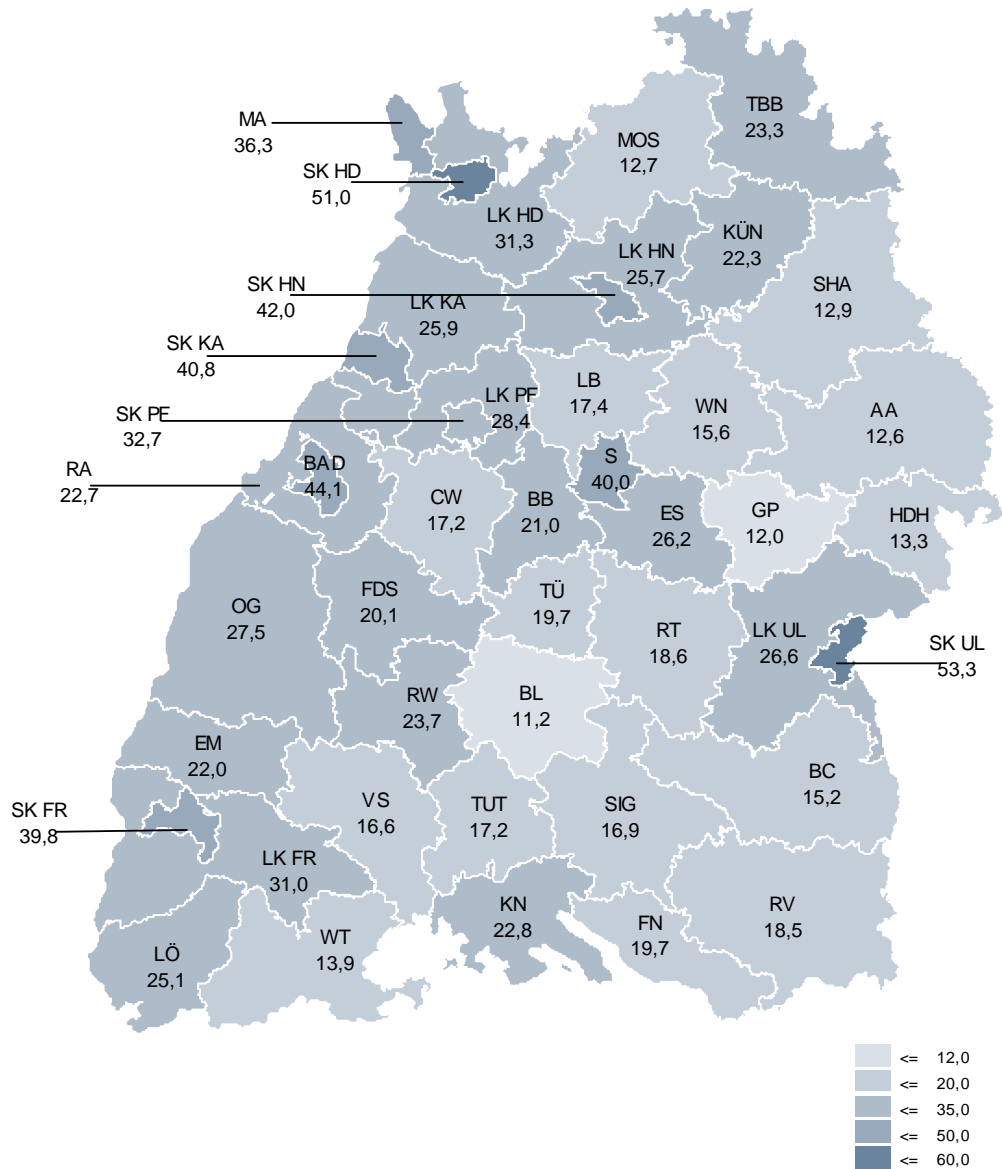 TBB
23,3
MA
36,3
MOS
12,7
SK HD
51,0
LK HD
31,3
KÜN
22,3
LK HN
25,7
SK HN
42,0
SHA
12,9
LK KA
25,9
SK KA
40,8
LB
17,4
LK PF
28,4
WN
15,6
AA
12,6
SK PF
32,7
BAD
44,1
RA
22,7
S
40,0
CW
17,2
BB
21,0
ES
26,2
GP
12,0
HDH
13,3
FDS
20,1
TÜ
19,7
OG
27,5
RT
18,6
LK UL
26,6
SK UL
53,3
RW
23,7
BL
11,2
EM
22,0
BC
15,2
VS
16,6
TUT
17,2
SIG
16,9
SK FR
39,8
LK FR
31,0
KN
22,8
RV
18,5
FN
19,7
WT
13,9
LÖ
25,1
<= 12,0
<= 20,0
<= 35,0
<= 50,0
<= 60,0